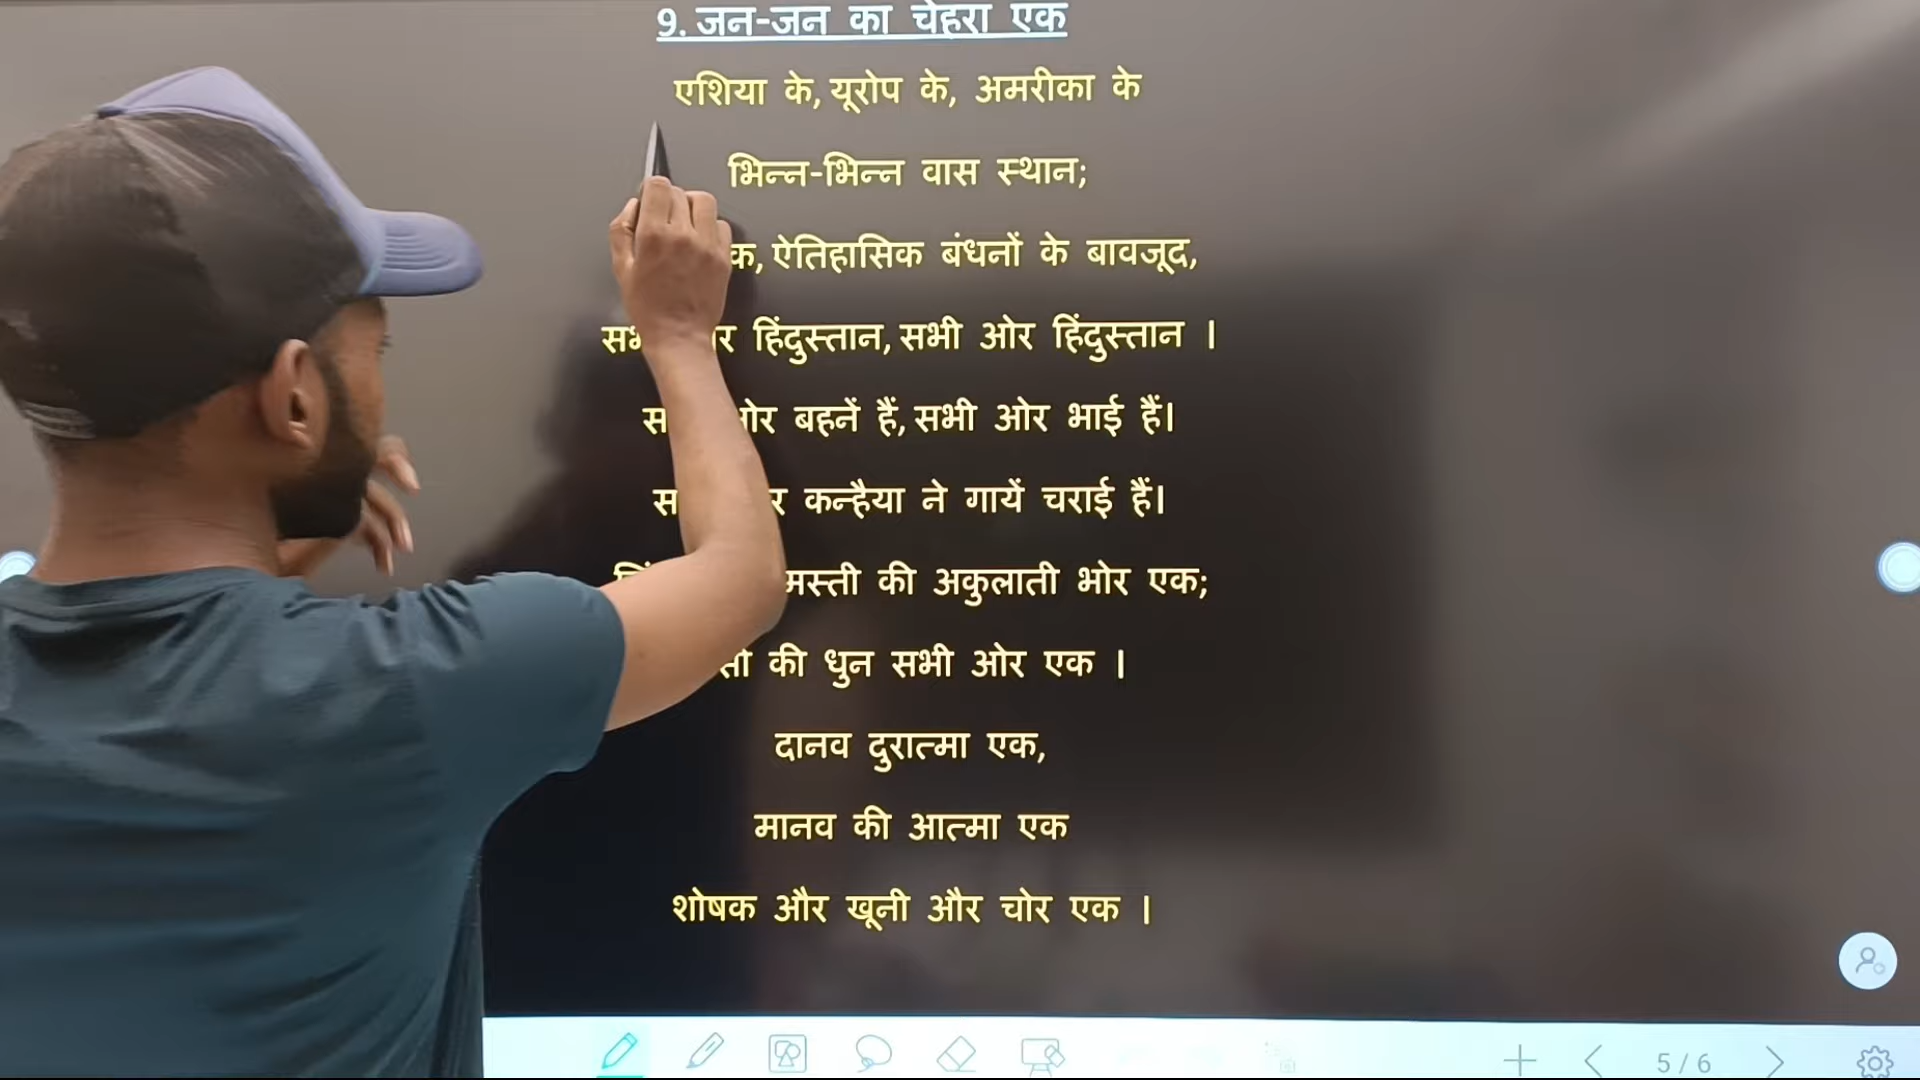 9. जन-जन का चेहरा एक
एशिया के, यूरोप के, अमरीका के
भिन्न-भिन्न वास स्थान;
ऐतिहासिक बंधनों के बावजूद,
हिंदुस्तान, सभी ओर हिंदुस्तान ।
बहनें हैं, सभी ओर भाई हैं।
कन्हैया ने गायें चराई हैं।
मस्ती की अकुलाती भोर एक;
की धुन सभी ओर एक ।
दानव दुरात्मा एक,
मानव की आत्मा एक
शोषक और खूनी और चोर एक ।
5 / 6